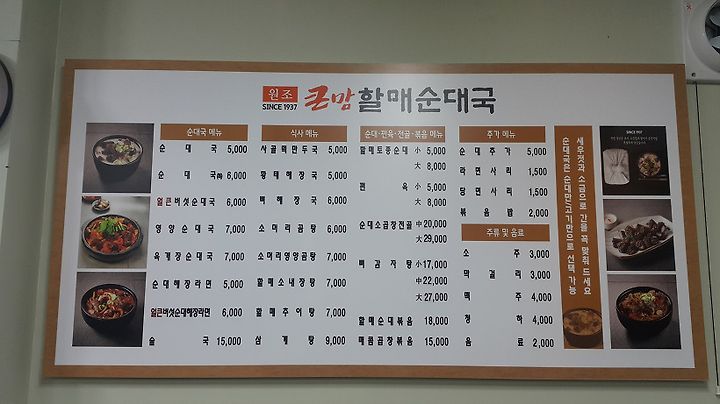 원조
SINCE 1937
큰맘할매순대국
순대국 메뉴
순대국 5,000
순대국 特 6,000
얼큰버섯순대국 6,000
영양순대국 7,000
육개장순대국 7,000
순대해장라면 5,000
얼큰버섯순대해장라면 6,000
술국 15,000
식사 메뉴
사골떡만두국 5,000
황태해장국 5,000
뼈해장국 6,000
소머리곰탕 6,000
소머리영양곰탕 7,000
할매소내장탕 7,000
할매추어탕 7,000
삼계탕 9,000
순대·편육·전골·볶음 메뉴
할매토종순대 小 5,000
大 8,000
편육 小 5,000
大 8,000
순대소곱창전골 中 20,000
大 29,000
뼈감자탕 小 17,000
中 22,000
大 27,000
할매순대볶음 18,000
매콤곱창볶음 15,000
추가 메뉴
순대추가 5,000
라면사리 1,500
당면사리 1,500
볶음밥 2,000
주류 및 음료
소주 3,000
막걸리 3,000
맥주 4,000
청하 4,000
음료 2,000
새우젓과 소금으로 간을 꼭 맞춰 드세요
순대국은 순대만/고기만으로 선택 가능
SINCE 1937